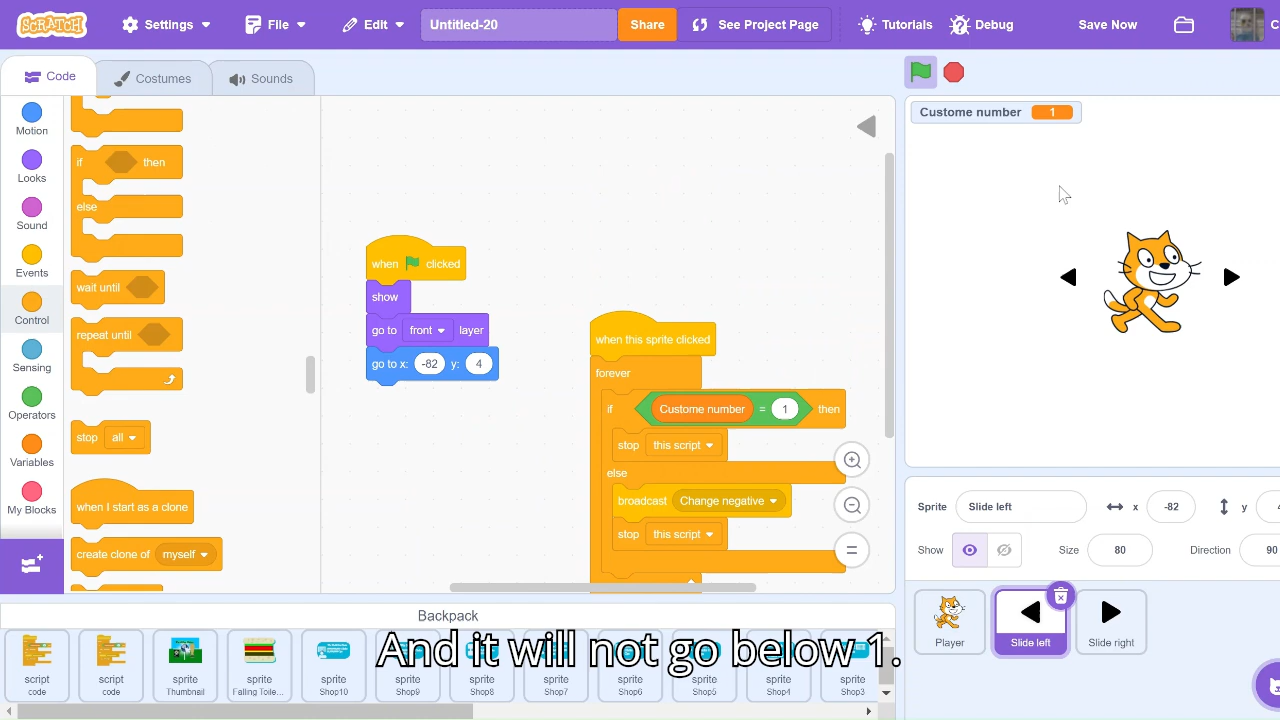 SCRATCH
Settings
File
Edit
Untitled-20
Share
See Project Page
Tutorials
Debug
Save Now
Code
Costumes
Sounds
Motion
Looks
Sound
Events
Control
Sensing
Operators
Variables
My Blocks
if then
else
wait until
repeat until
stop all
when I start as a clone
create clone of myself
when clicked
show
go to front layer
go to x: -82 y: 4
when this sprite clicked
forever
if Custome number = 1 then
stop this script
else
broadcast Change negative
stop this script
Custome number 1
Sprite Slide left x -82 y
Show Size 80 Direction 90
Player
Slide left
Slide right
Backpack
script
code
script
code
sprite
Thumbnail
sprite
Falling Toile...
sprite
Shop10
sprite
Shop9
sprite
Shop8
sprite
Shop7
sprite
Shop6
sprite
Shop5
sprite
Shop4
sprite
Shop3
And it will not go below 1.